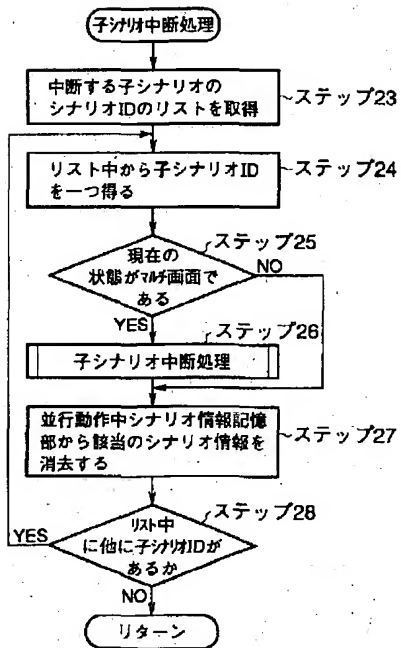 子シナリオ中断処理
中断する子シナリオの
シナリオIDのリストを取得
~ステップ23
リスト中から子シナリオID
を一つ得る
~ステップ24
ステップ25
現在の
状態がマルチ画面で
ある
NO
YES
ステップ26
子シナリオ中断処理
並行動作中シナリオ情報記憶
部から該当のシナリオ情報を
消去する
~ステップ27
ステップ28
リスト中
に他に子シナリオIDが
あるか
YES
NO
リターン